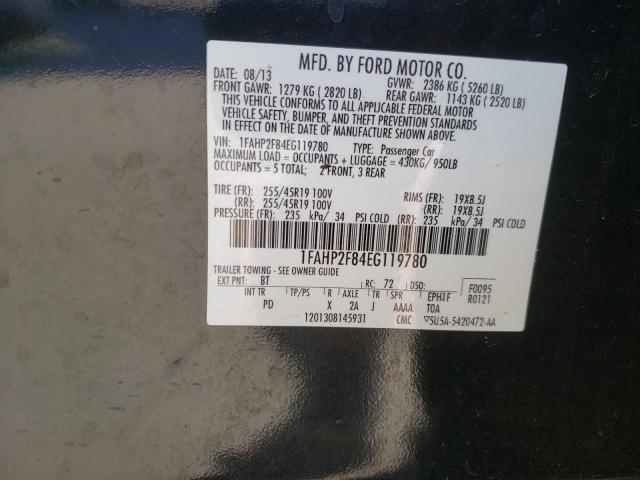 MFD. BY FORD MOTOR CO.
DATE: 08/13 GVWR: 2386 KG ( 5260 LB)
FRONT GAWR: 1279 KG ( 2820 LB) REAR GAWR: 1143 KG ( 2520 LB)
THIS VEHICLE CONFORMS TO ALL APPLICABLE FEDERAL MOTOR
VEHICLE SAFETY, BUMPER, AND THEFT PREVENTION STANDARDS
IN EFFECT ON THE DATE OF MANUFACTURE SHOWN ABOVE.
VIN: 1FAHP2F84EG119780 TYPE: Passenger Car
MAXIMUM LOAD = OCCUPANTS + LUGGAGE = 430KG/ 950LB
OCCUPANTS = 5 TOTAL; 2 FRONT, 3 REAR
TIRE (FR): 255/45R19 100V RIMS (FR): 19X8.5J
(RR): 255/45R19 100V (RR): 19X8.5J
PRESSURE (FR): 235 kPa/ 34 PSI COLD (RR): 235 kPa/ 34 PSI COLD
1FAHP2F84EG119780
TRAILER TOWING - SEE OWNER GUIDE
EXT PNT: BT RC: 72 DSO: F0095
INT TR TP/PS R AXLE TR SPR EPHIF R0121
PD X 2A J AAAA TOA
1201308145931 CMC ▽5U5A-5420472-AA